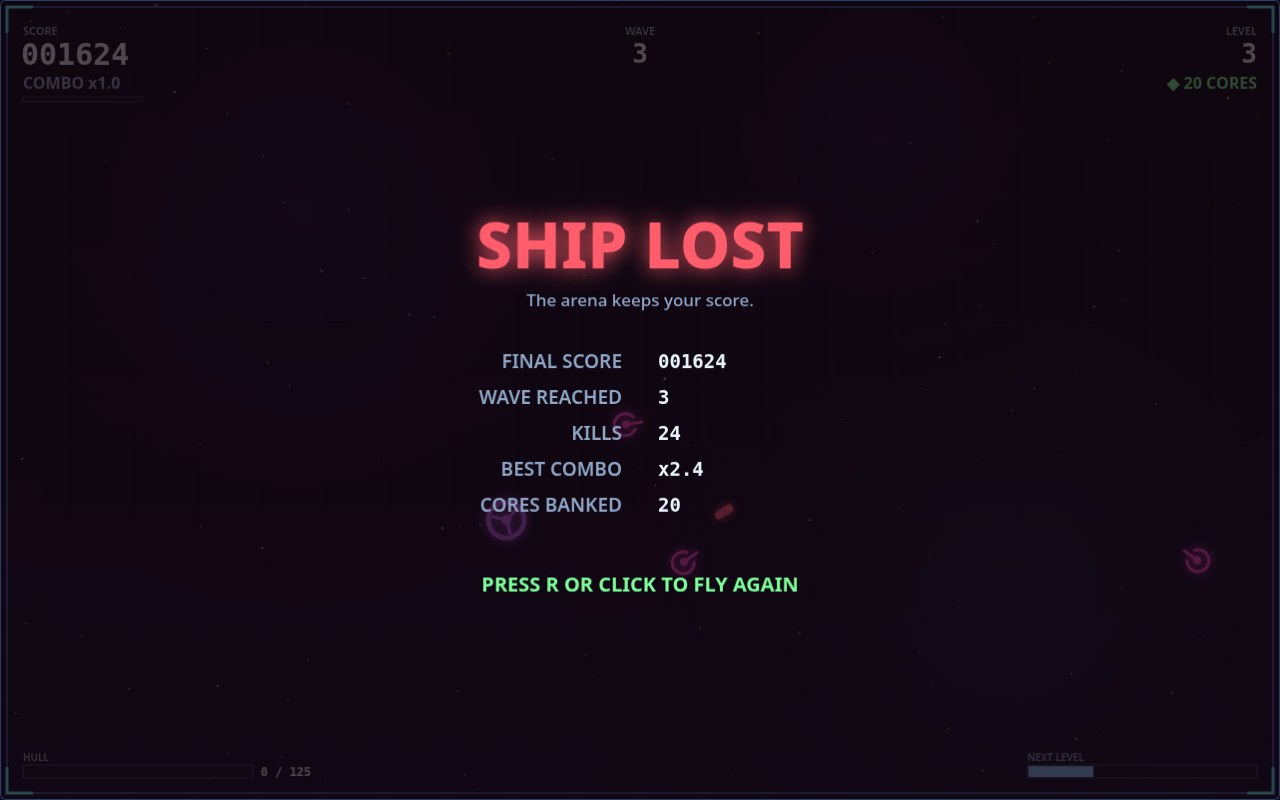 SCORE
001624
COMBO x1.0
WAVE
3
LEVEL
3
◆ 20 CORES
SHIP LOST
The arena keeps your score.
FINAL SCORE 001624
WAVE REACHED 3
KILLS 24
BEST COMBO x2.4
CORES BANKED 20
PRESS R OR CLICK TO FLY AGAIN
HULL
0 / 125
NEXT LEVEL